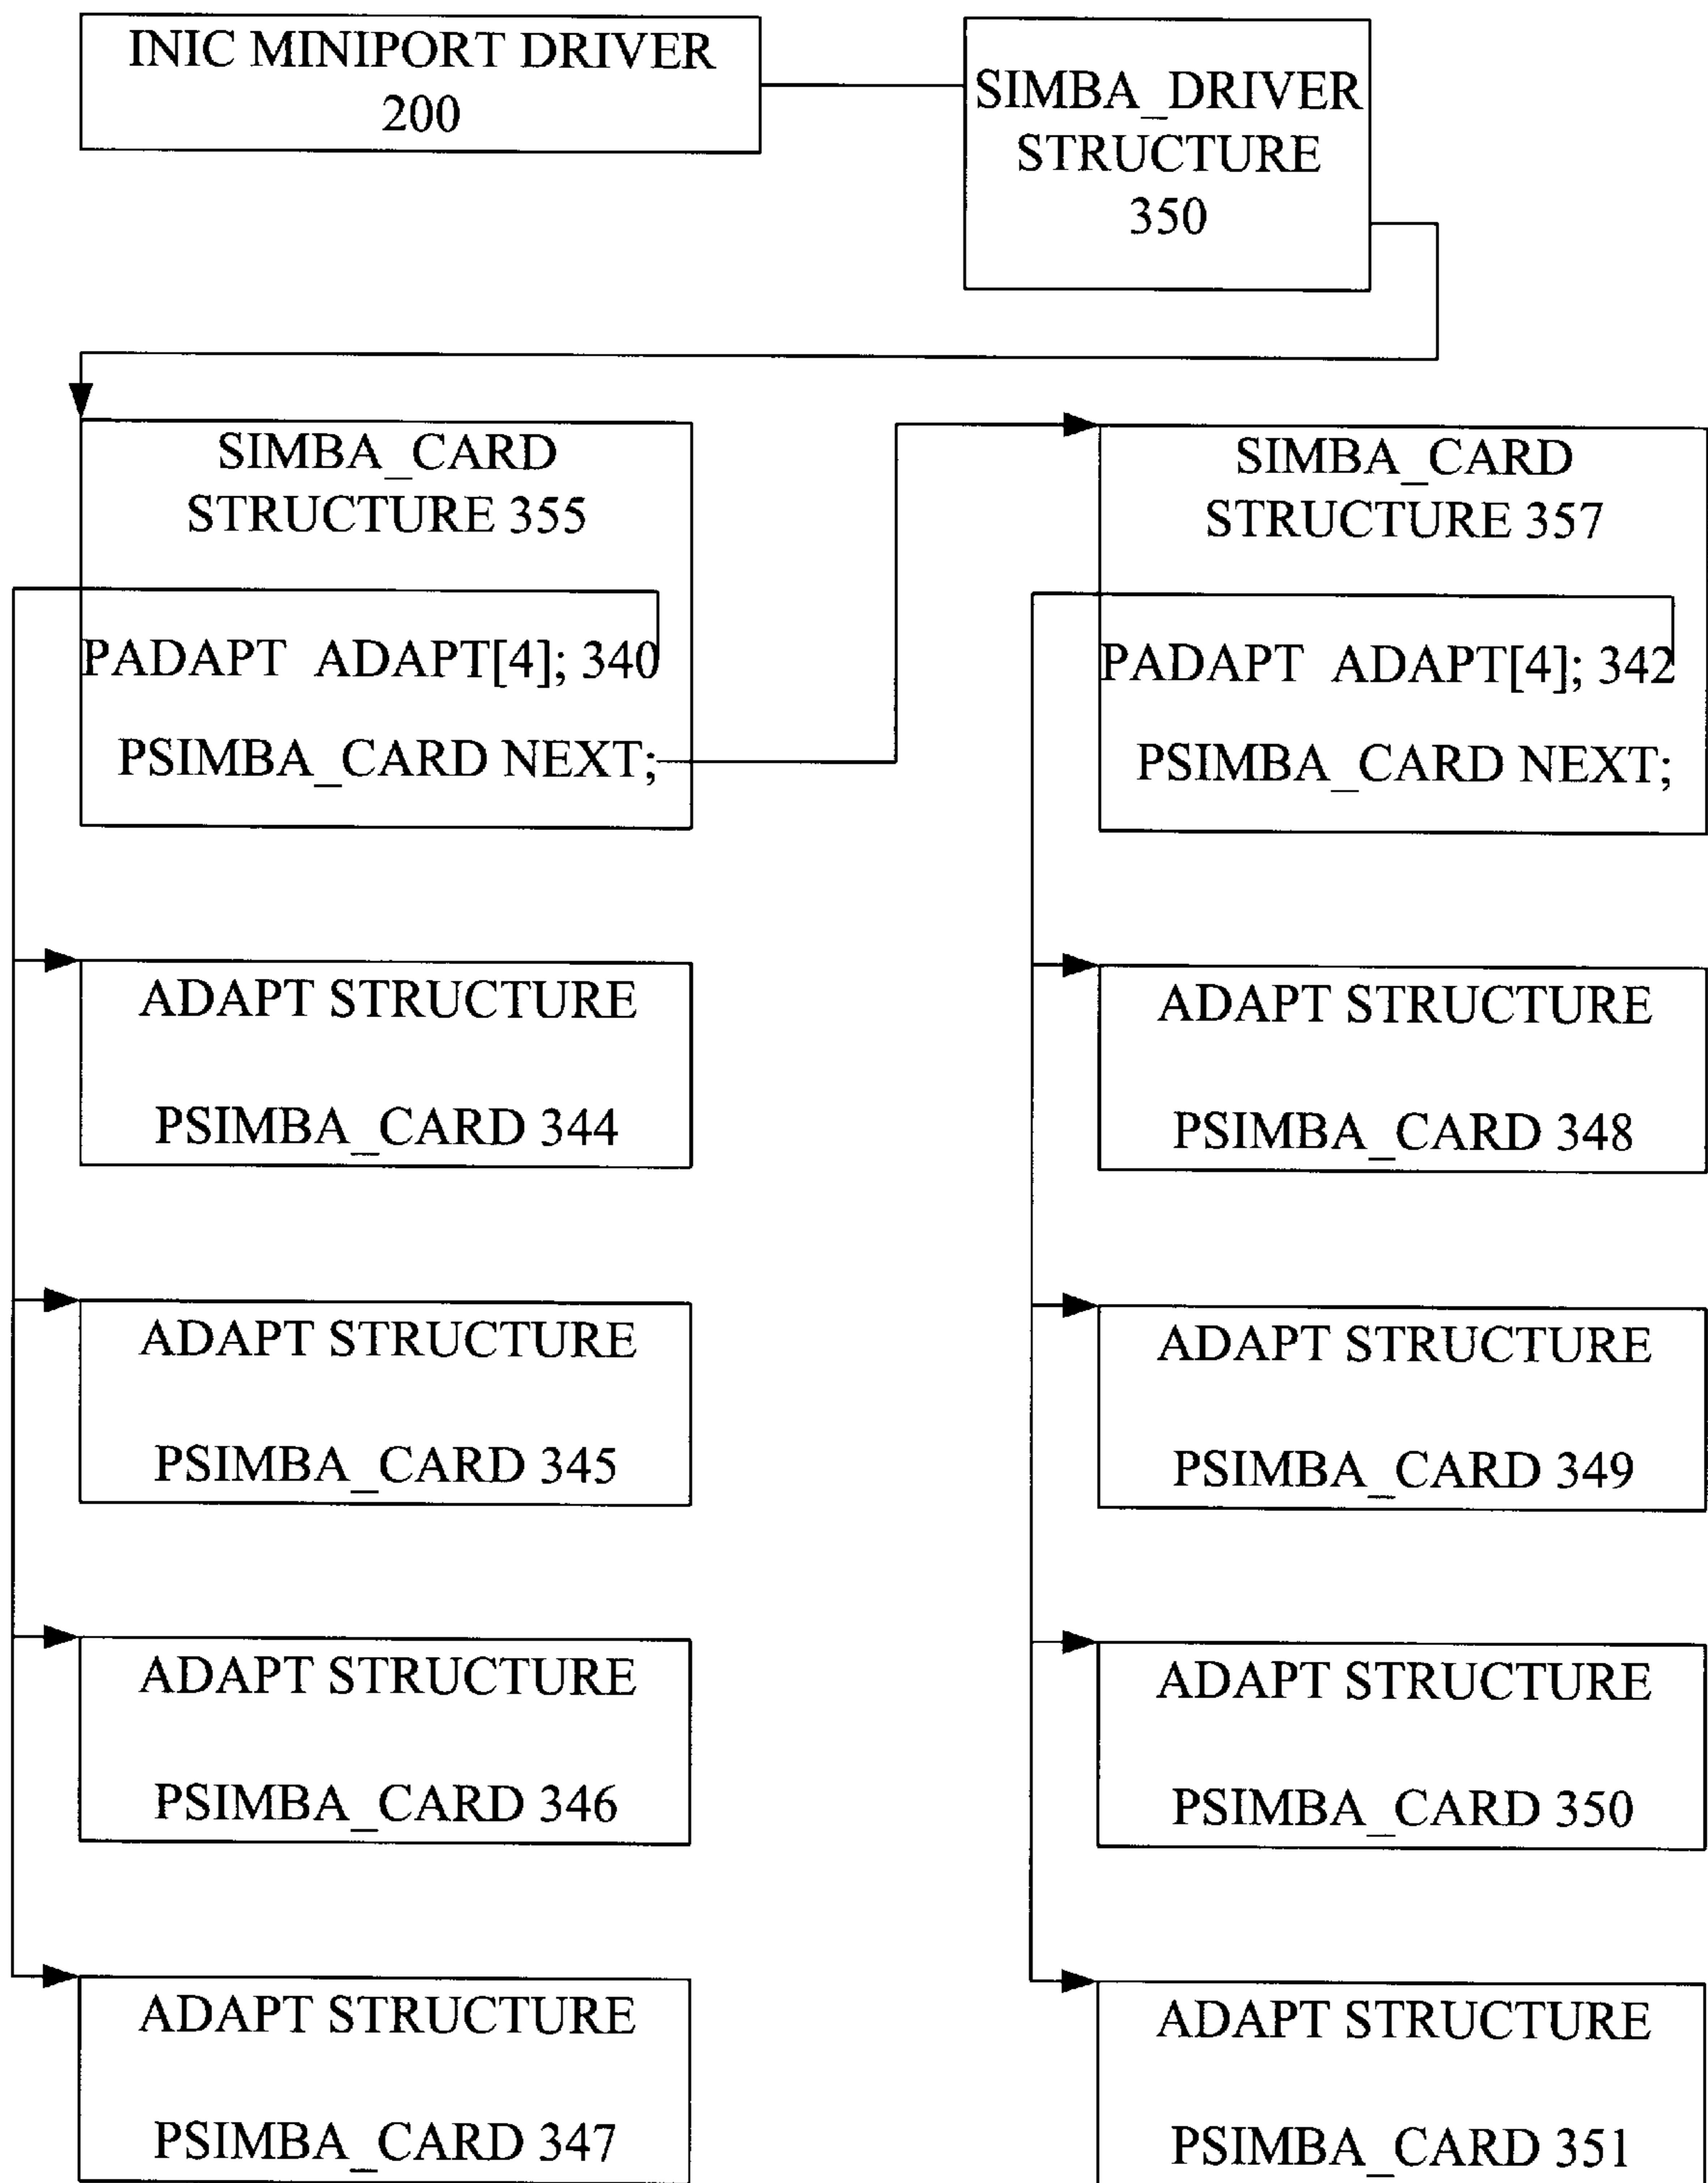 INIC MINIPORT DRIVER
200
SIMBA_DRIVER
STRUCTURE
350
SIMBA_CARD
STRUCTURE 355
PADAPT ADAPT[4]; 340
PSIMBA_CARD NEXT;
SIMBA_CARD
STRUCTURE 357
PADAPT ADAPT[4]; 342
PSIMBA_CARD NEXT;
ADAPT STRUCTURE
PSIMBA_CARD 344
ADAPT STRUCTURE
PSIMBA_CARD 348
ADAPT STRUCTURE
PSIMBA_CARD 345
ADAPT STRUCTURE
PSIMBA_CARD 349
ADAPT STRUCTURE
PSIMBA_CARD 346
ADAPT STRUCTURE
PSIMBA_CARD 350
ADAPT STRUCTURE
PSIMBA_CARD 347
ADAPT STRUCTURE
PSIMBA_CARD 351